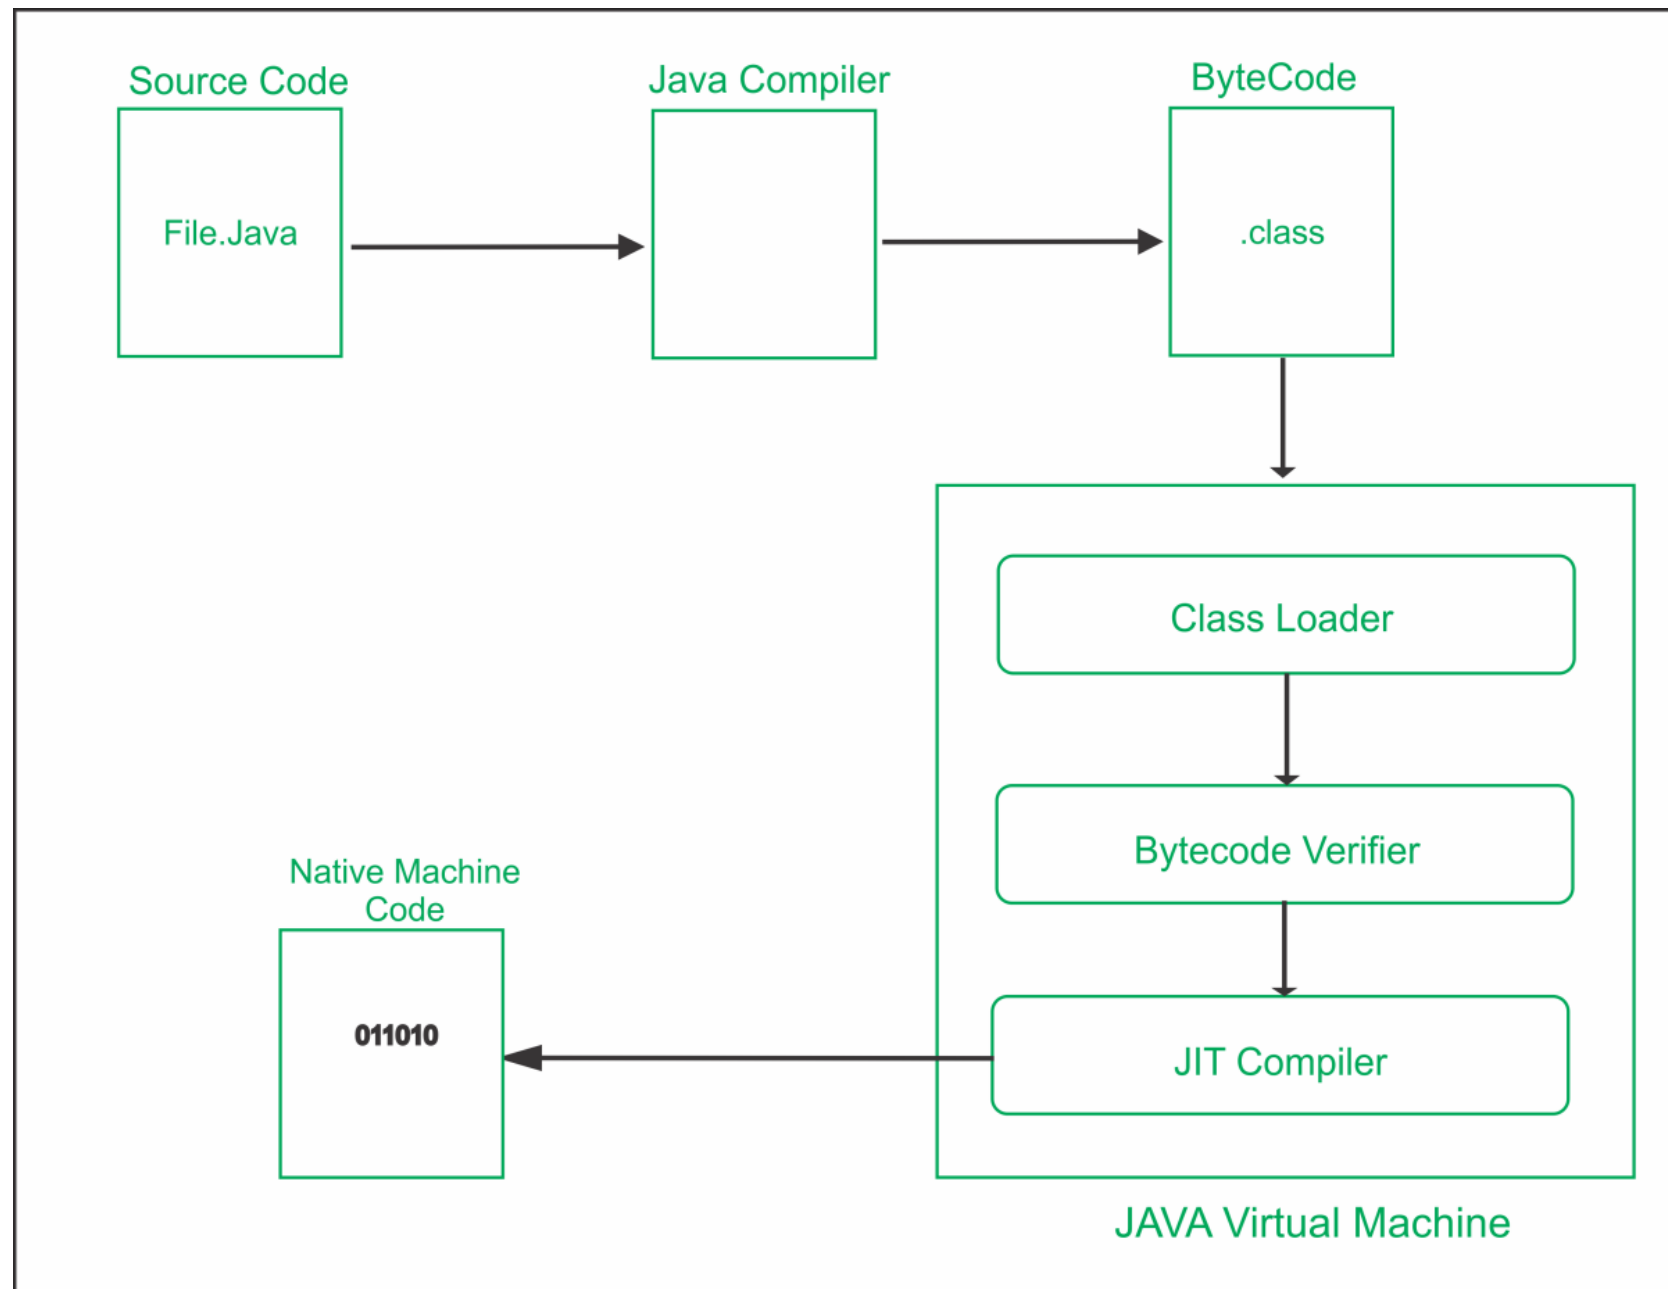 Source Code
Java Compiler
ByteCode
File.Java
.class
Class Loader
Bytecode Verifier
Native Machine
Code
011010
JIT Compiler
JAVA Virtual Machine